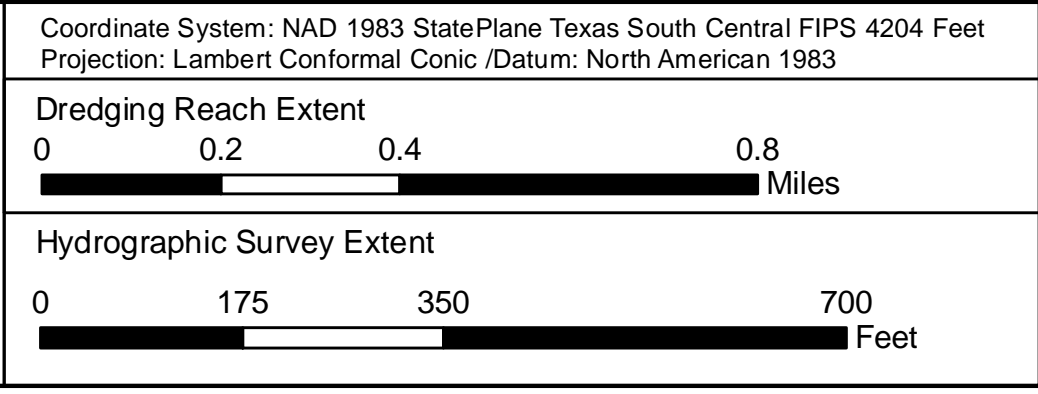 Coordinate System: NAD 1983 StatePlane Texas South Central FIPS 4204 Feet
Projection: Lambert Conformal Conic /Datum: North American 1983
Dredging Reach Extent
0 0.2 0.4 0.8
Miles
Hydrographic Survey Extent
0 175 350 700
Feet